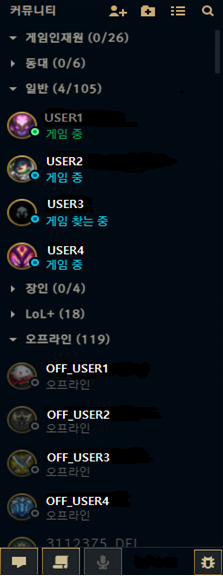 커뮤니티
게임인재원 (0/26)
동대 (0/6)
일반 (4/105)
USER1
게임 중
USER2
게임 중
USER3
게임 찾는 중
USER4
게임 중
장인 (0/4)
LoL+ (18)
오프라인 (119)
OFF_USER1
오프라인
OFF_USER2
오프라인
OFF_USER3
오프라인
OFF_USER4
오프라인